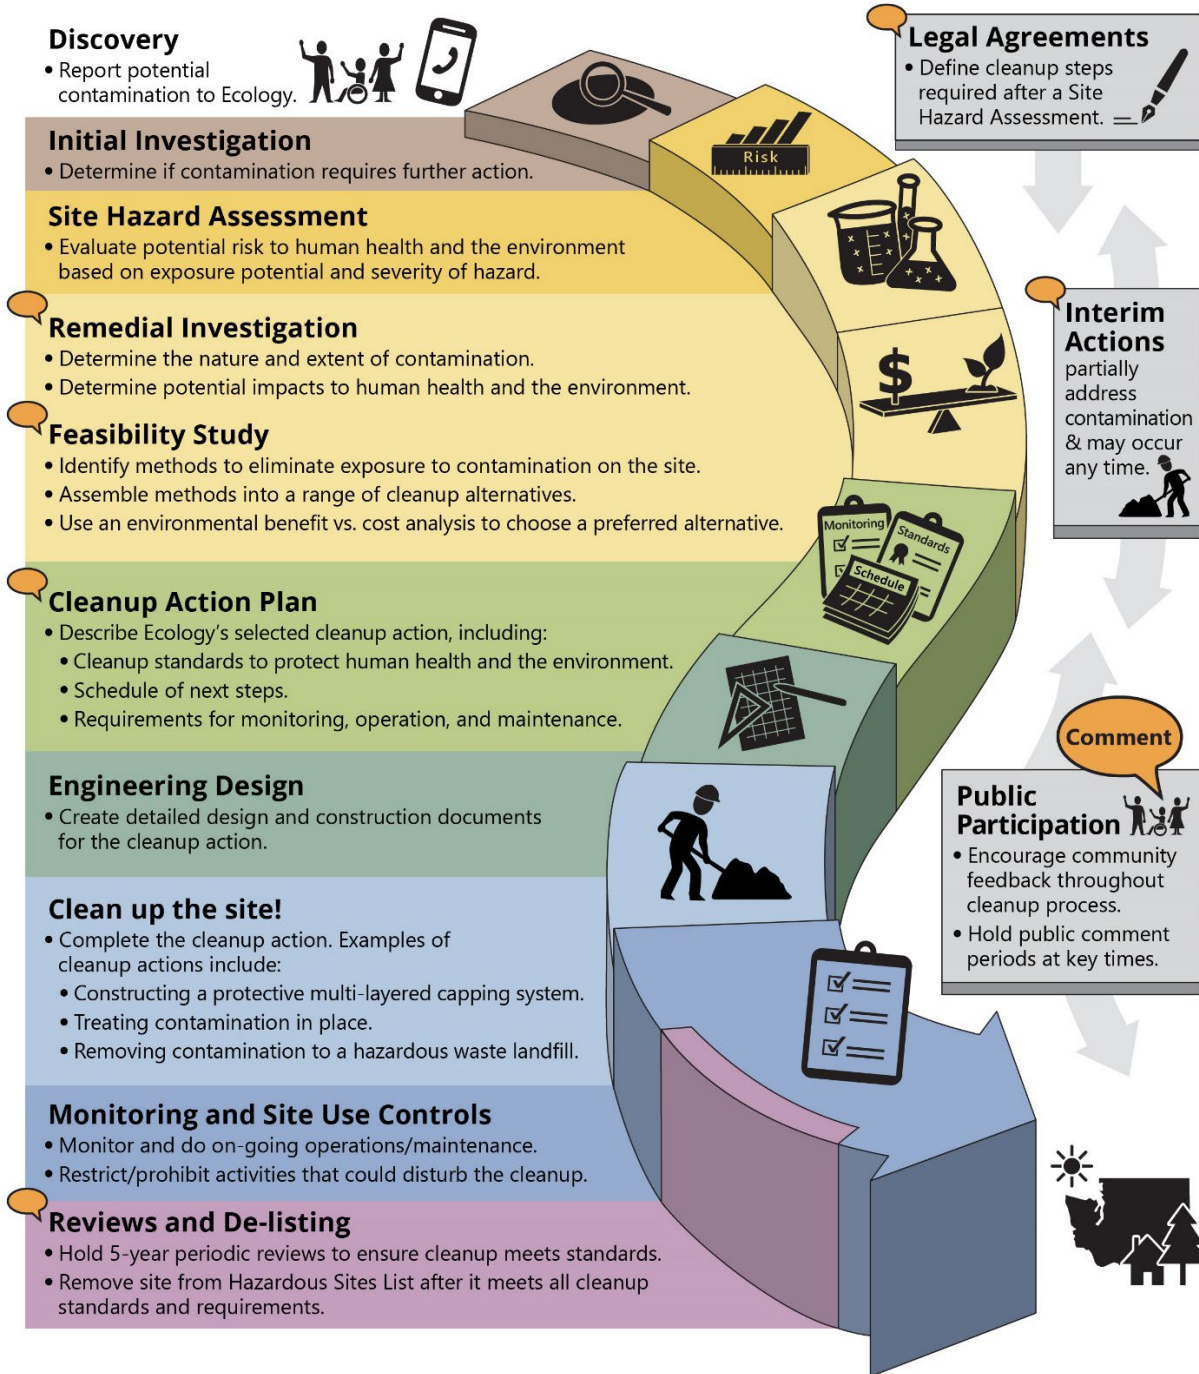 Discovery
• Report potential
contamination to Ecology.
Initial Investigation
• Determine if contamination requires further action.
Site Hazard Assessment
• Evaluate potential risk to human health and the environment
based on exposure potential and severity of hazard.
Remedial Investigation
• Determine the nature and extent of contamination.
• Determine potential impacts to human health and the environment.
Feasibility Study
• Identify methods to eliminate exposure to contamination on the site.
• Assemble methods into a range of cleanup alternatives.
• Use an environmental benefit vs. cost analysis to choose a preferred alternative.
Cleanup Action Plan
• Describe Ecology's selected cleanup action, including:
• Cleanup standards to protect human health and the environment.
• Schedule of next steps.
• Requirements for monitoring, operation, and maintenance.
Engineering Design
• Create detailed design and construction documents
for the cleanup action.
Clean up the site!
• Complete the cleanup action. Examples of
cleanup actions include:
• Constructing a protective multi-layered capping system.
• Treating contamination in place.
• Removing contamination to a hazardous waste landfill.
Monitoring and Site Use Controls
• Monitor and do on-going operations/maintenance.
• Restrict/prohibit activities that could disturb the cleanup.
Reviews and De-listing
• Hold 5-year periodic reviews to ensure cleanup meets standards.
• Remove site from Hazardous Sites List after it meets all cleanup
standards and requirements.
Risk
$
Monitoring
Standards
Schedule
Legal Agreements
• Define cleanup steps
required after a Site
Hazard Assessment.
Interim
Actions
partially
address
contamination
& may occur
any time.
Comment
Public
Participation
• Encourage community
feedback throughout
cleanup process.
• Hold public comment
periods at key times.